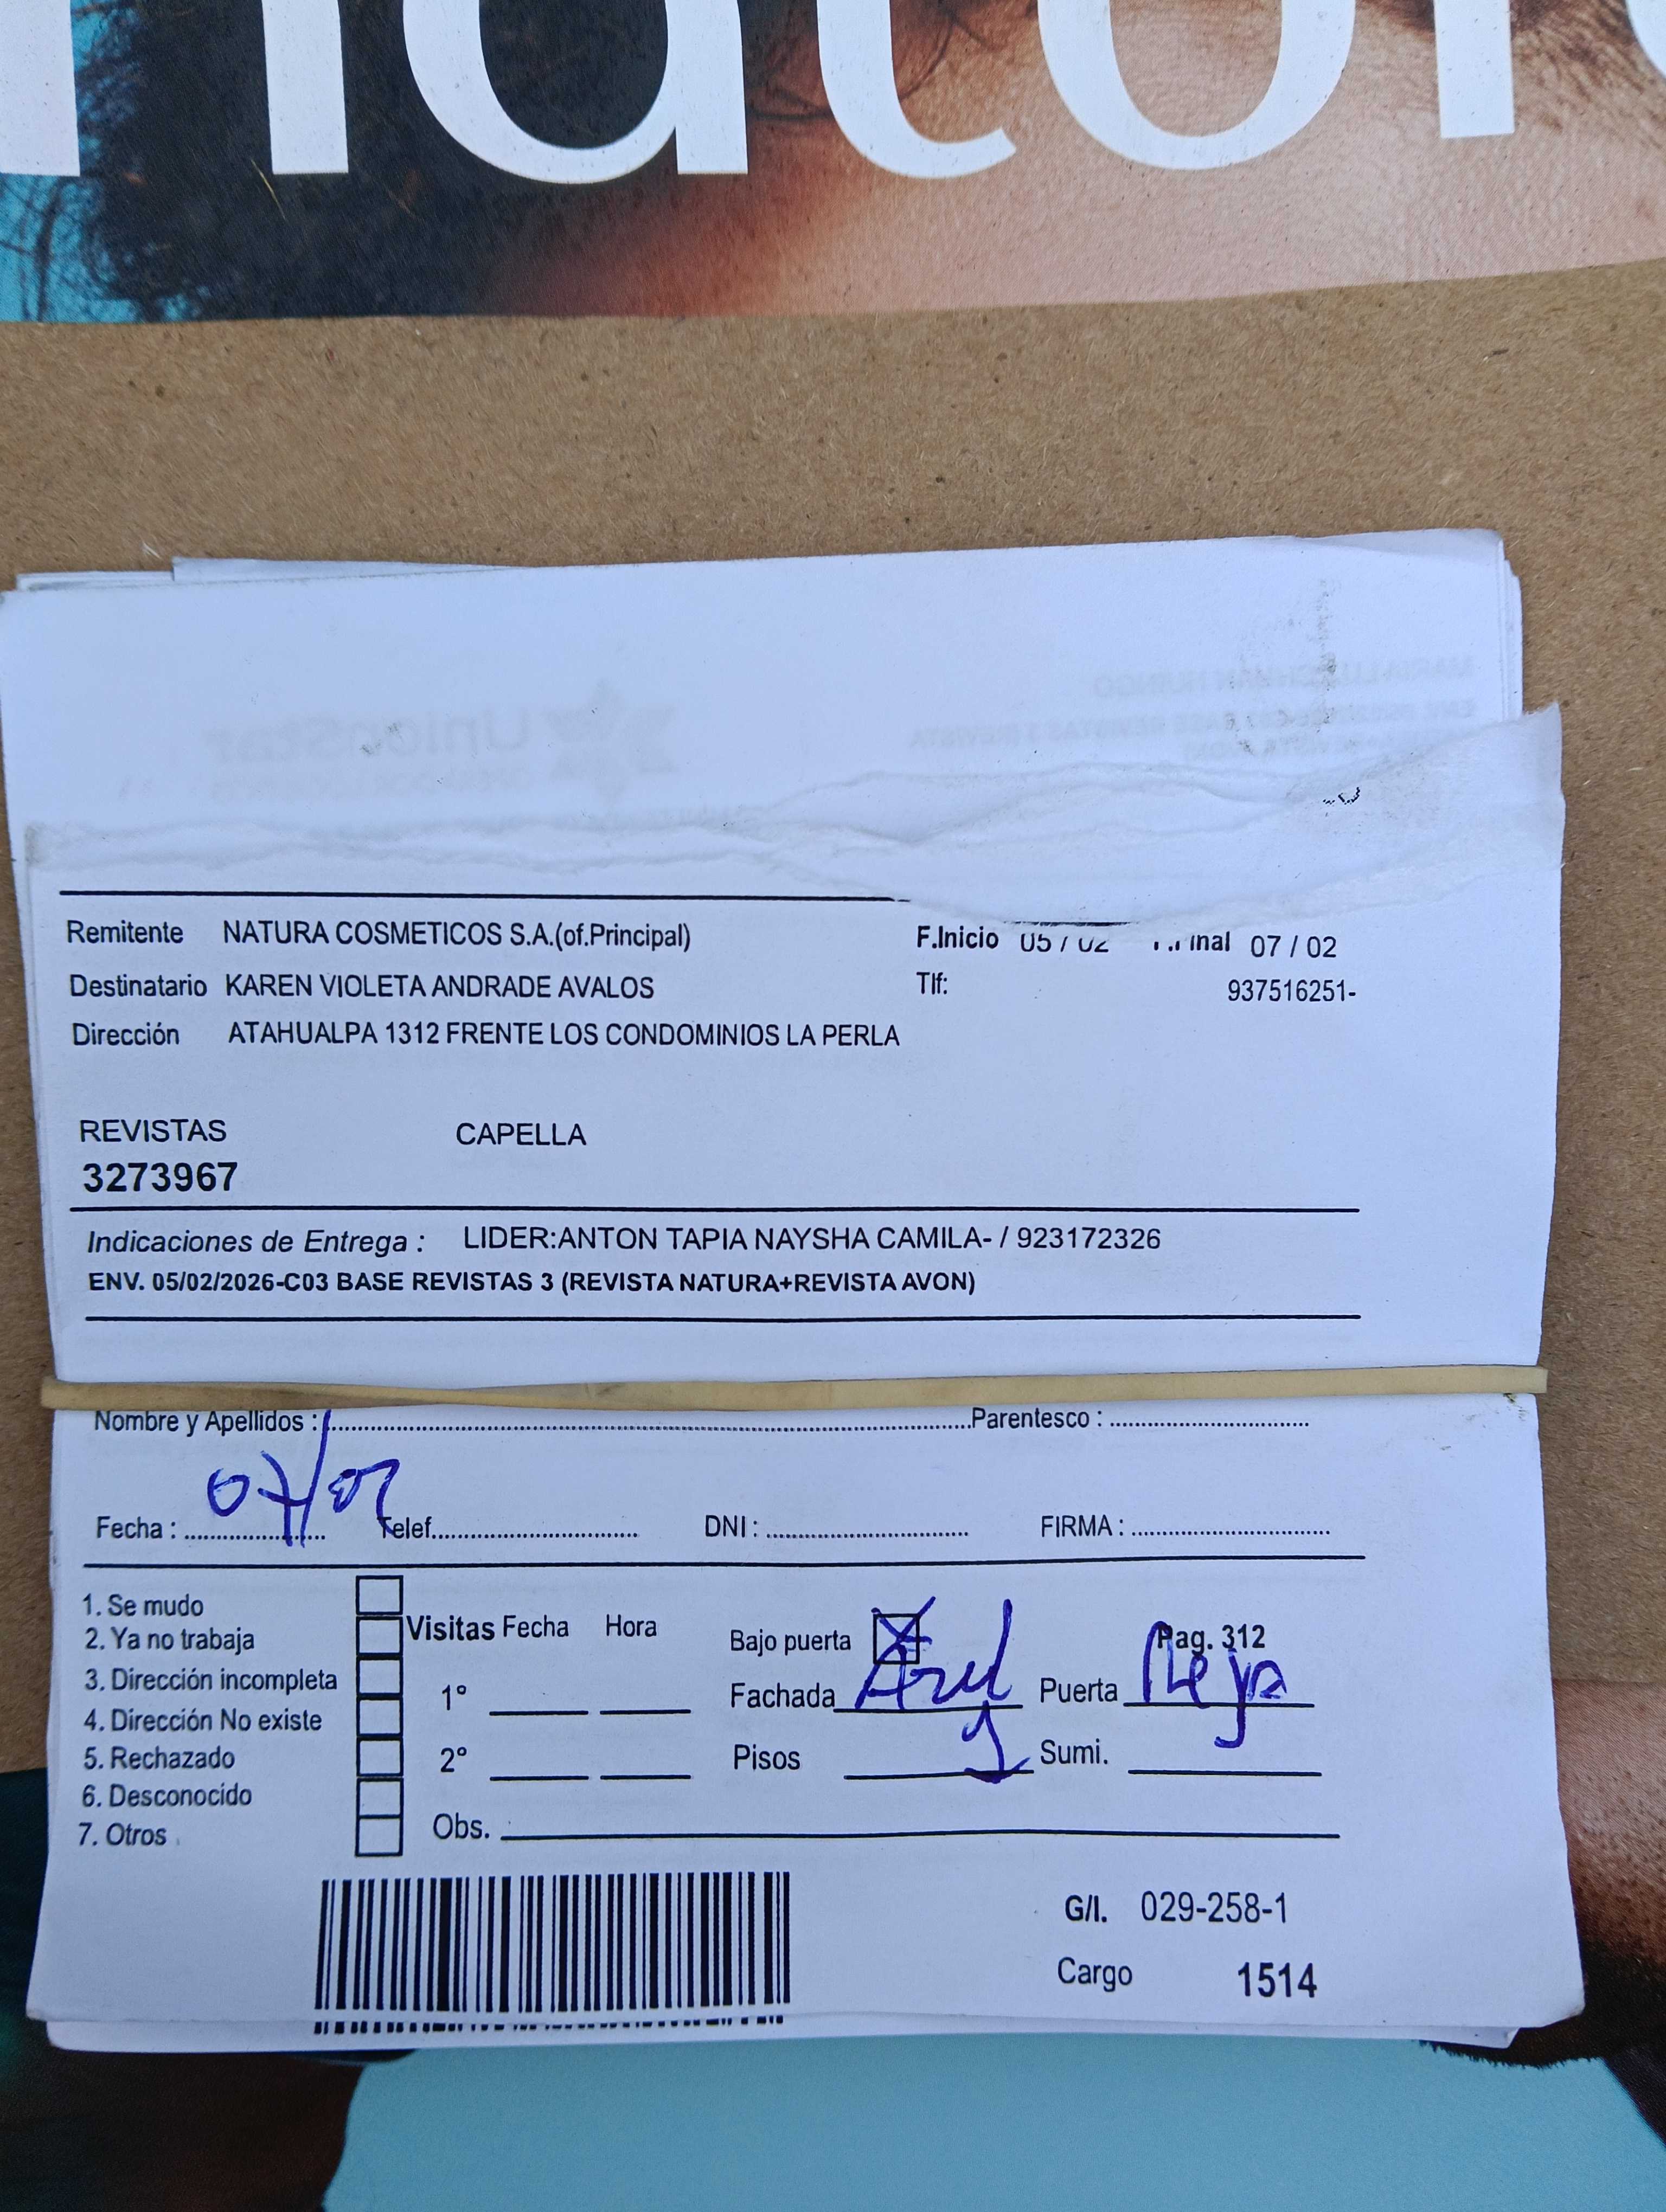 natura
Remitente NATURA COSMETICOS S.A.(of.Principal) F.Inicio 05 / 02 F.Final 07 / 02
Destinatario KAREN VIOLETA ANDRADE AVALOS Tlf: 937516251-
Dirección ATAHUALPA 1312 FRENTE LOS CONDOMINIOS LA PERLA
REVISTAS CAPELLA
3273967
Indicaciones de Entrega : LIDER:ANTON TAPIA NAYSHA CAMILA- / 923172326
ENV. 05/02/2026-C03 BASE REVISTAS 3 (REVISTA NATURA+REVISTA AVON)
Nombre y Apellidos : Parentesco :
07/02
Fecha : Telef. DNI : FIRMA :
1. Se mudo
2. Ya no trabaja Visitas Fecha Hora Bajo puerta X Pag. 312
3. Dirección incompleta 1° Fachada Azul Puerta Reja
4. Dirección No existe
5. Rechazado 2° Pisos 1 Sumi.
6. Desconocido
7. Otros Obs.
G/I. 029-258-1
Cargo 1514